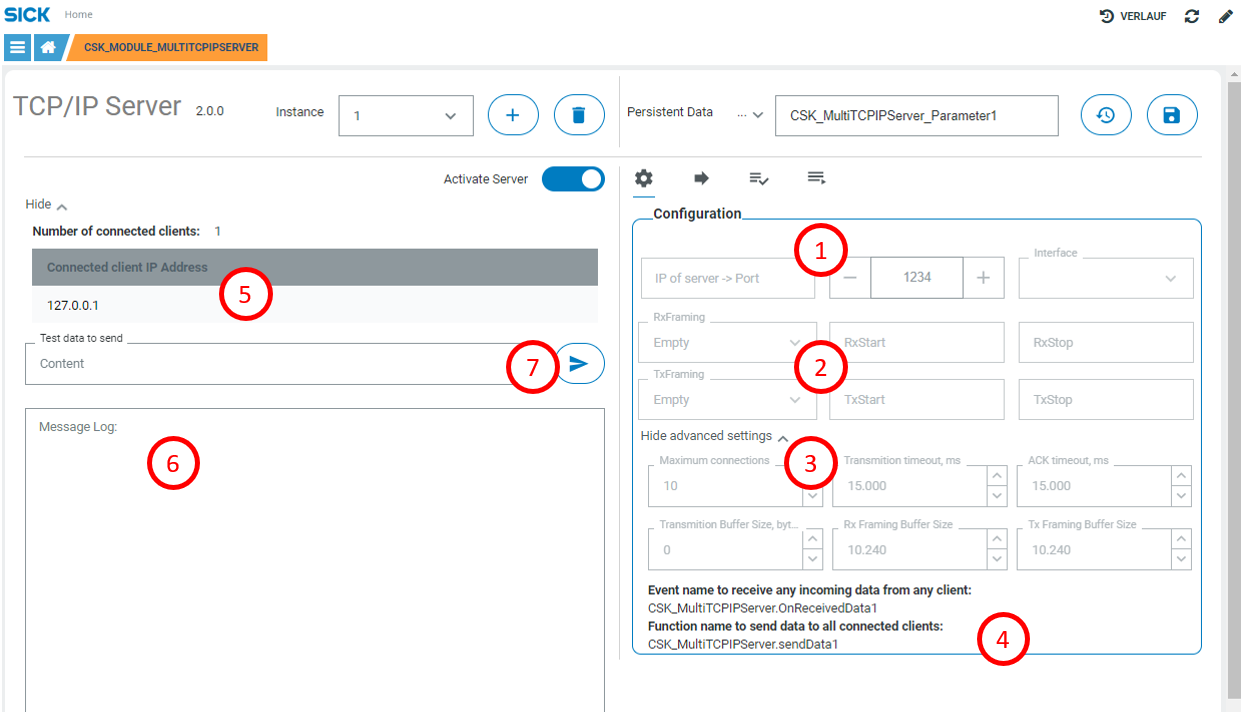 SICK Home VERLAUF
CSK_MODULE_MULTITCPIPSERVER
TCP/IP Server 2.0.0 Instance 1 Persistent Data ... CSK_MultiTCPIPServer_Parameter1
Activate Server
Hide
Number of connected clients: 1
Connected client IP Address
127.0.0.1
5
Test data to send
Content
7
Message Log:
6
Configuration
1
Interface
IP of server -> Port 1234
RxFraming
Empty RxStart RxStop
2
TxFraming
Empty TxStart TxStop
Hide advanced settings
3
Maximum connections Transmition timeout, ms ACK timeout, ms
10 15.000 15.000
Transmition Buffer Size, byt... Rx Framing Buffer Size Tx Framing Buffer Size
0 10.240 10.240
Event name to receive any incoming data from any client:
CSK_MultiTCPIPServer.OnReceivedData1
Function name to send data to all connected clients:
CSK_MultiTCPIPServer.sendData1
4